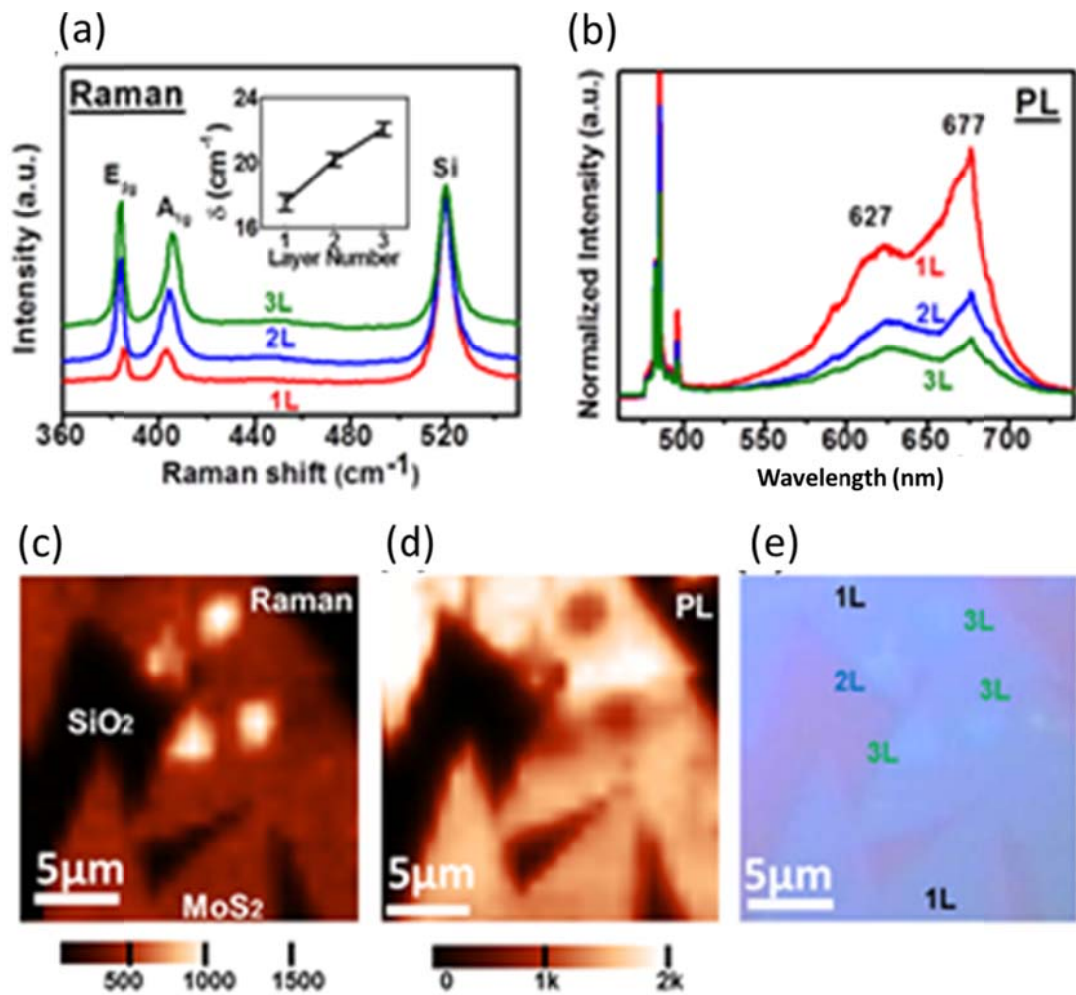 (a)
Raman
Intensity (a.u.)
E2g
A1g
Si
δ (cm-1)
24
20
16
1 2 3
Layer Number
3L
2L
1L
360 400 440 480 520
Raman shift (cm-1)
(b)
PL
Normalized Intensity (a.u.)
627
677
1L
2L
3L
500 550 600 650 700
Wavelength (nm)
(c)
Raman
SiO2
5μm
MoS2
500 1000 1500
(d)
PL
5μm
0 1k 2k
(e)
1L
3L
2L
3L
3L
5μm
1L